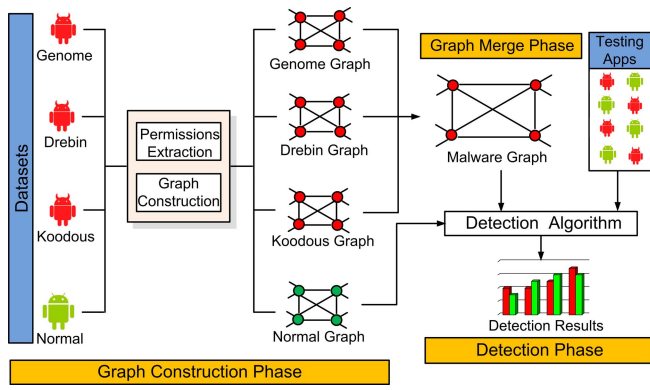 Datasets
Genome
Drebin
Koodous
Normal
Permissions
Extraction
Graph
Construction
Genome Graph
Drebin Graph
Koodous Graph
Normal Graph
Graph Construction Phase
Graph Merge Phase
Malware Graph
Testing
Apps
Detection Algorithm
Detection Results
Detection Phase